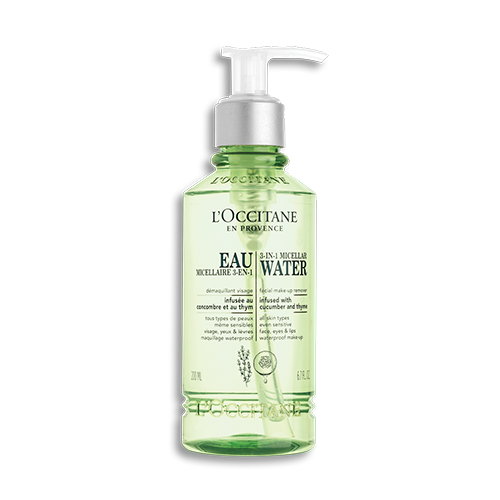 L'OCCITANE
L'OCCITANE
EN PROVENCE
EAU
MICELLAIRE 3-EN-1
3-IN-1 MICELLAR
WATER
démaquillant visage
facial make-up remover
infusée au
concombre et au thym
infused with
cucumber and thyme
tous types de peaux
même sensibles
visage, yeux & lèvres
maquillage waterproof
all skin types
even sensitive
face, eyes & lips
waterproof make-up
200 ML
6.7 FL.OZ
L'OCCITANE